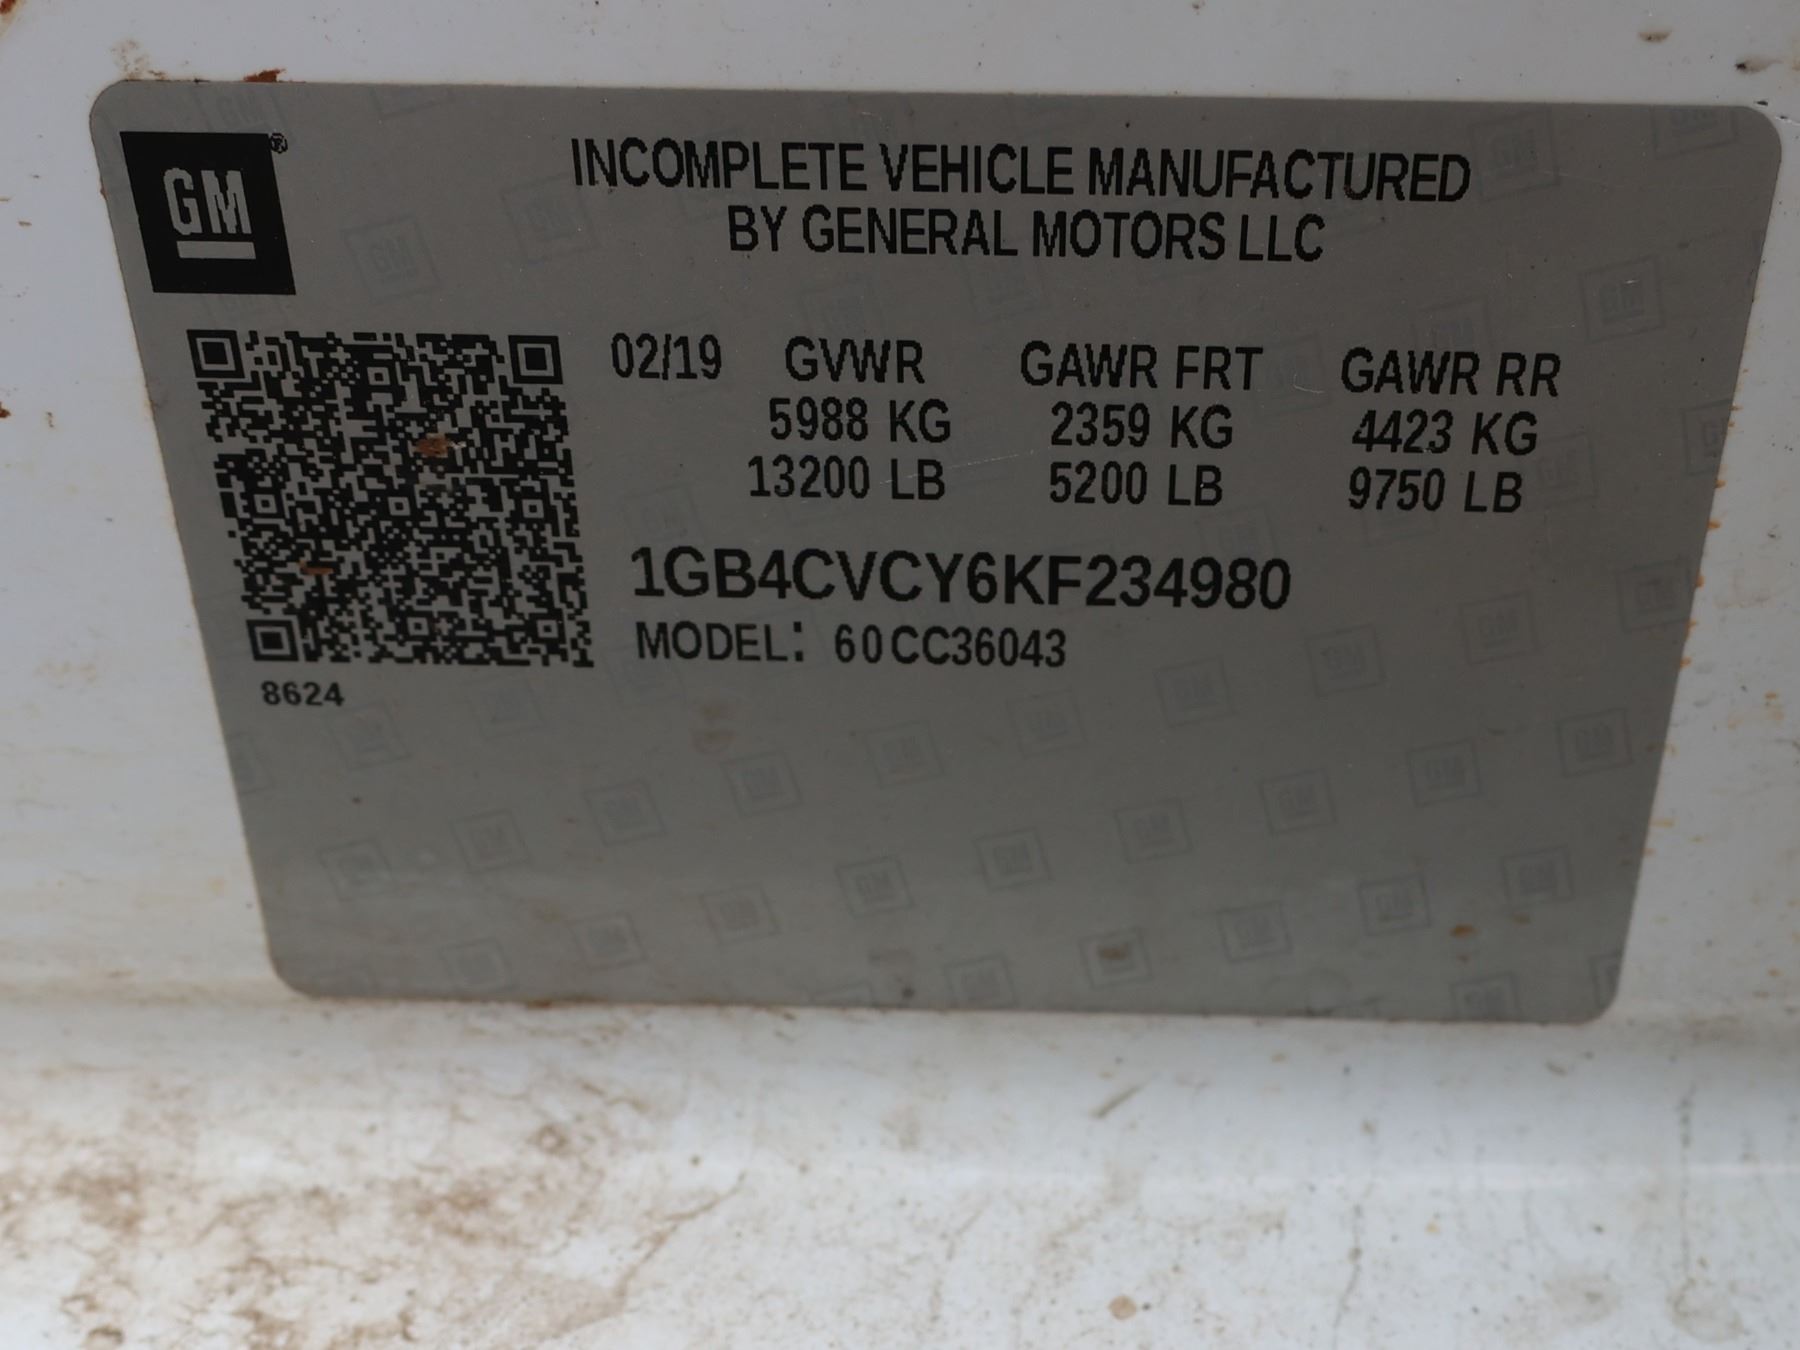 GM®
INCOMPLETE VEHICLE MANUFACTURED
BY GENERAL MOTORS LLC
02/19 GVWR GAWR FRT GAWR RR
5988 KG 2359 KG 4423 KG
13200 LB 5200 LB 9750 LB
1GB4CVCY6KF234980
MODEL: 60CC36043
8624